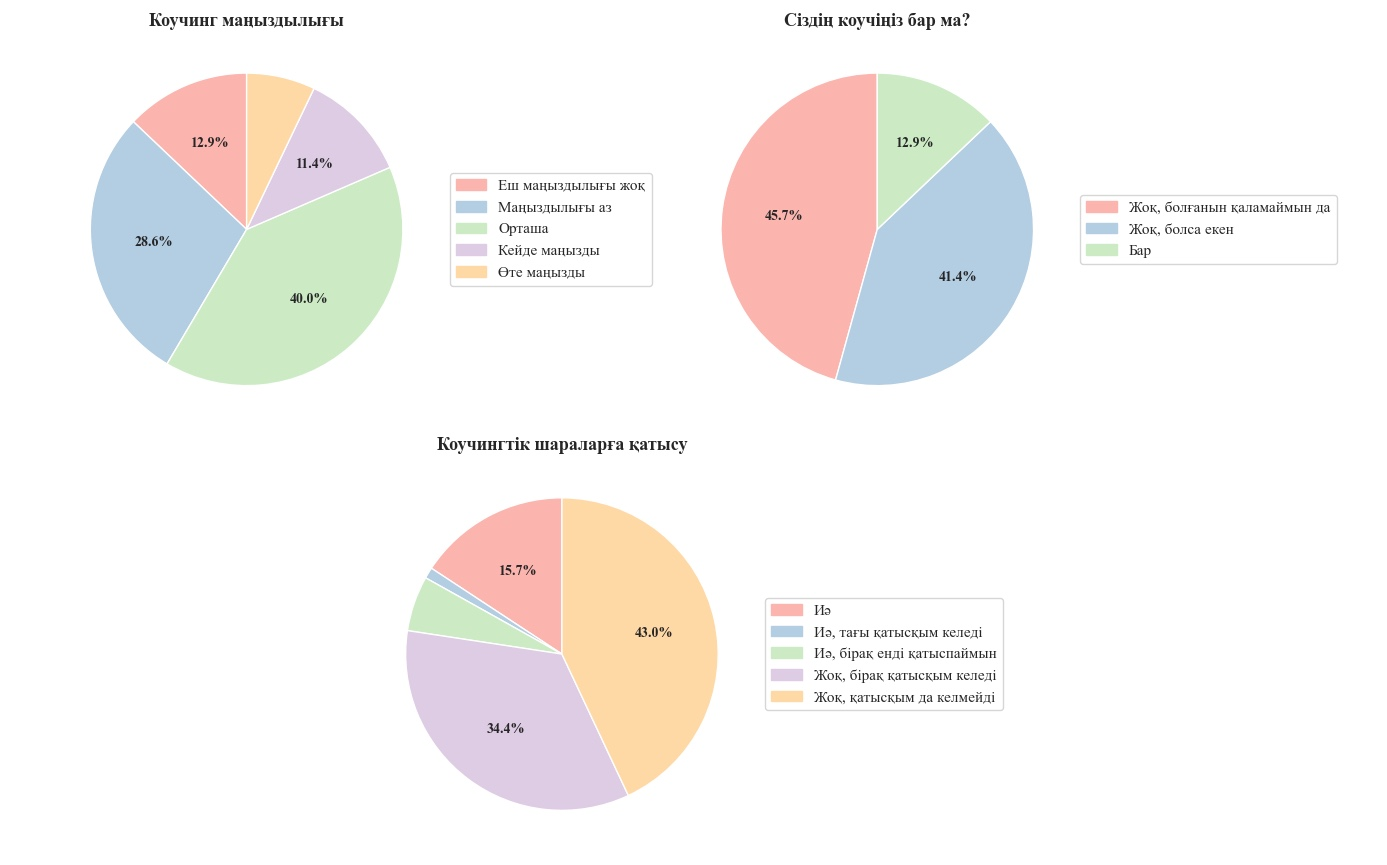 Коучинг маңыздылығы
12.9%
11.4%
28.6%
40.0%
Еш маңыздылығы жоқ
Маңыздылығы аз
Орташа
Кейде маңызды
Өте маңызды
Сіздің коучіңіз бар ма?
12.9%
45.7%
41.4%
Жоқ, болғанын қаламаймын да
Жоқ, болса екен
Бар
Коучингтік шараларға қатысу
15.7%
43.0%
34.4%
Иә
Иә, тағы қатысқым келеді
Иә, бірақ енді қатыспаймын
Жоқ, бірақ қатысқым келеді
Жоқ, қатысқым да келмейді